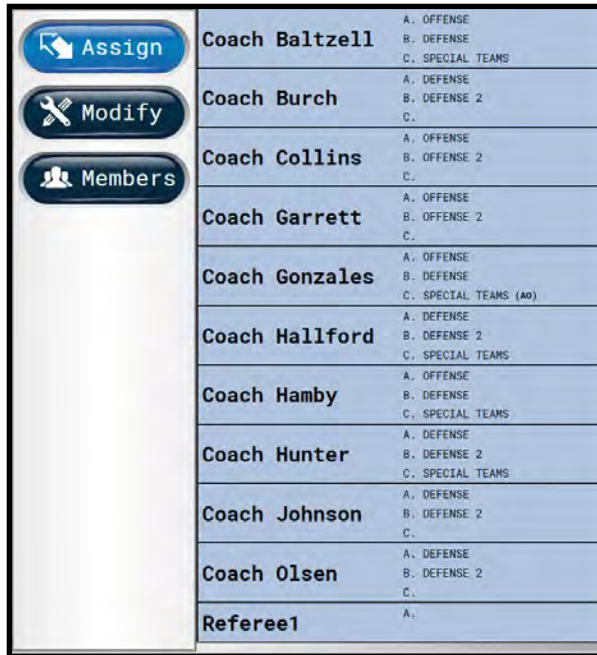 Assign
Modify
Members
Coach Baltzell
A. OFFENSE
B. DEFENSE
C. SPECIAL TEAMS
Coach Burch
A. DEFENSE
B. DEFENSE 2
C.
Coach Collins
A. OFFENSE
B. OFFENSE 2
C.
Coach Garrett
A. OFFENSE
B. OFFENSE 2
C.
Coach Gonzales
A. OFFENSE
B. DEFENSE
C. SPECIAL TEAMS (AO)
Coach Hallford
A. DEFENSE
B. DEFENSE 2
C. SPECIAL TEAMS
Coach Hamby
A. OFFENSE
B. DEFENSE
C. SPECIAL TEAMS
Coach Hunter
A. DEFENSE
B. DEFENSE 2
C. SPECIAL TEAMS
Coach Johnson
A. DEFENSE
B. DEFENSE 2
C.
Coach Olsen
A. DEFENSE
B. DEFENSE 2
C.
Referee1
A.